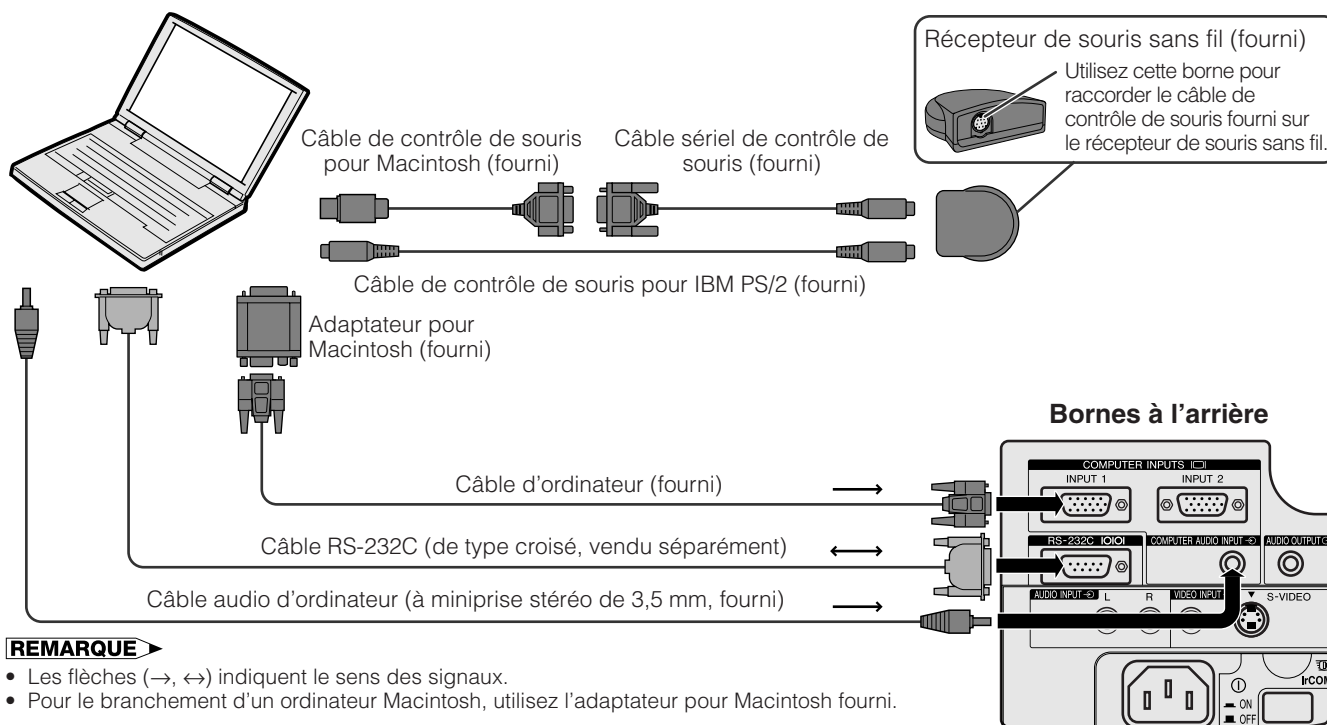 Récepteur de souris sans fil (fourni)
Utilisez cette borne pour
raccorder le câble de
contrôle de souris fourni sur
le récepteur de souris sans fil.
Câble de contrôle de souris
pour Macintosh (fourni)
Câble sériel de contrôle de
souris (fourni)
Câble de contrôle de souris pour IBM PS/2 (fourni)
Adaptateur pour
Macintosh (fourni)
Bornes à l’arrière
COMPUTER INPUTS
INPUT 1
INPUT 2
Câble d'ordinateur (fourni) →
Câble RS-232C (de type croisé, vendu séparément) ↔
RS-232C IOIOI
COMPUTER AUDIO INPUT
AUDIO OUTPUT
Câble audio d’ordinateur (à miniprise stéréo de 3,5 mm, fourni) →
AUDIO INPUT
L
R
VIDEO INPUT
▼ S-VIDEO
IrCOM
ON
OFF
REMARQUE
• Les flèches (→, ↔) indiquent le sens des signaux.
• Pour le branchement d’un ordinateur Macintosh, utilisez l’adaptateur pour Macintosh fourni.